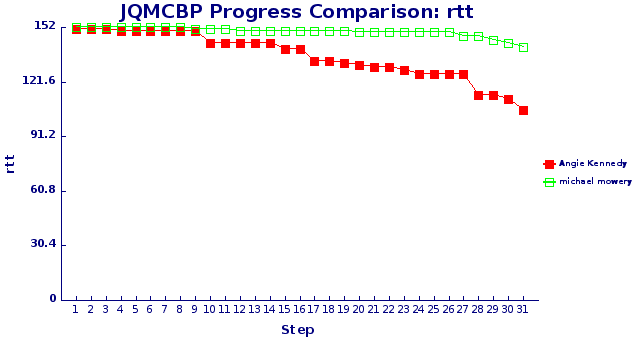 JQMCBP Progress Comparison: rtt
152
121.6
91.2
60.8
30.4
0
rtt
1 2 3 4 5 6 7 8 9 10 11 12 13 14 15 16 17 18 19 20 21 22 23 24 25 26 27 28 29 30 31
Step
Angie Kennedy
michael mowery